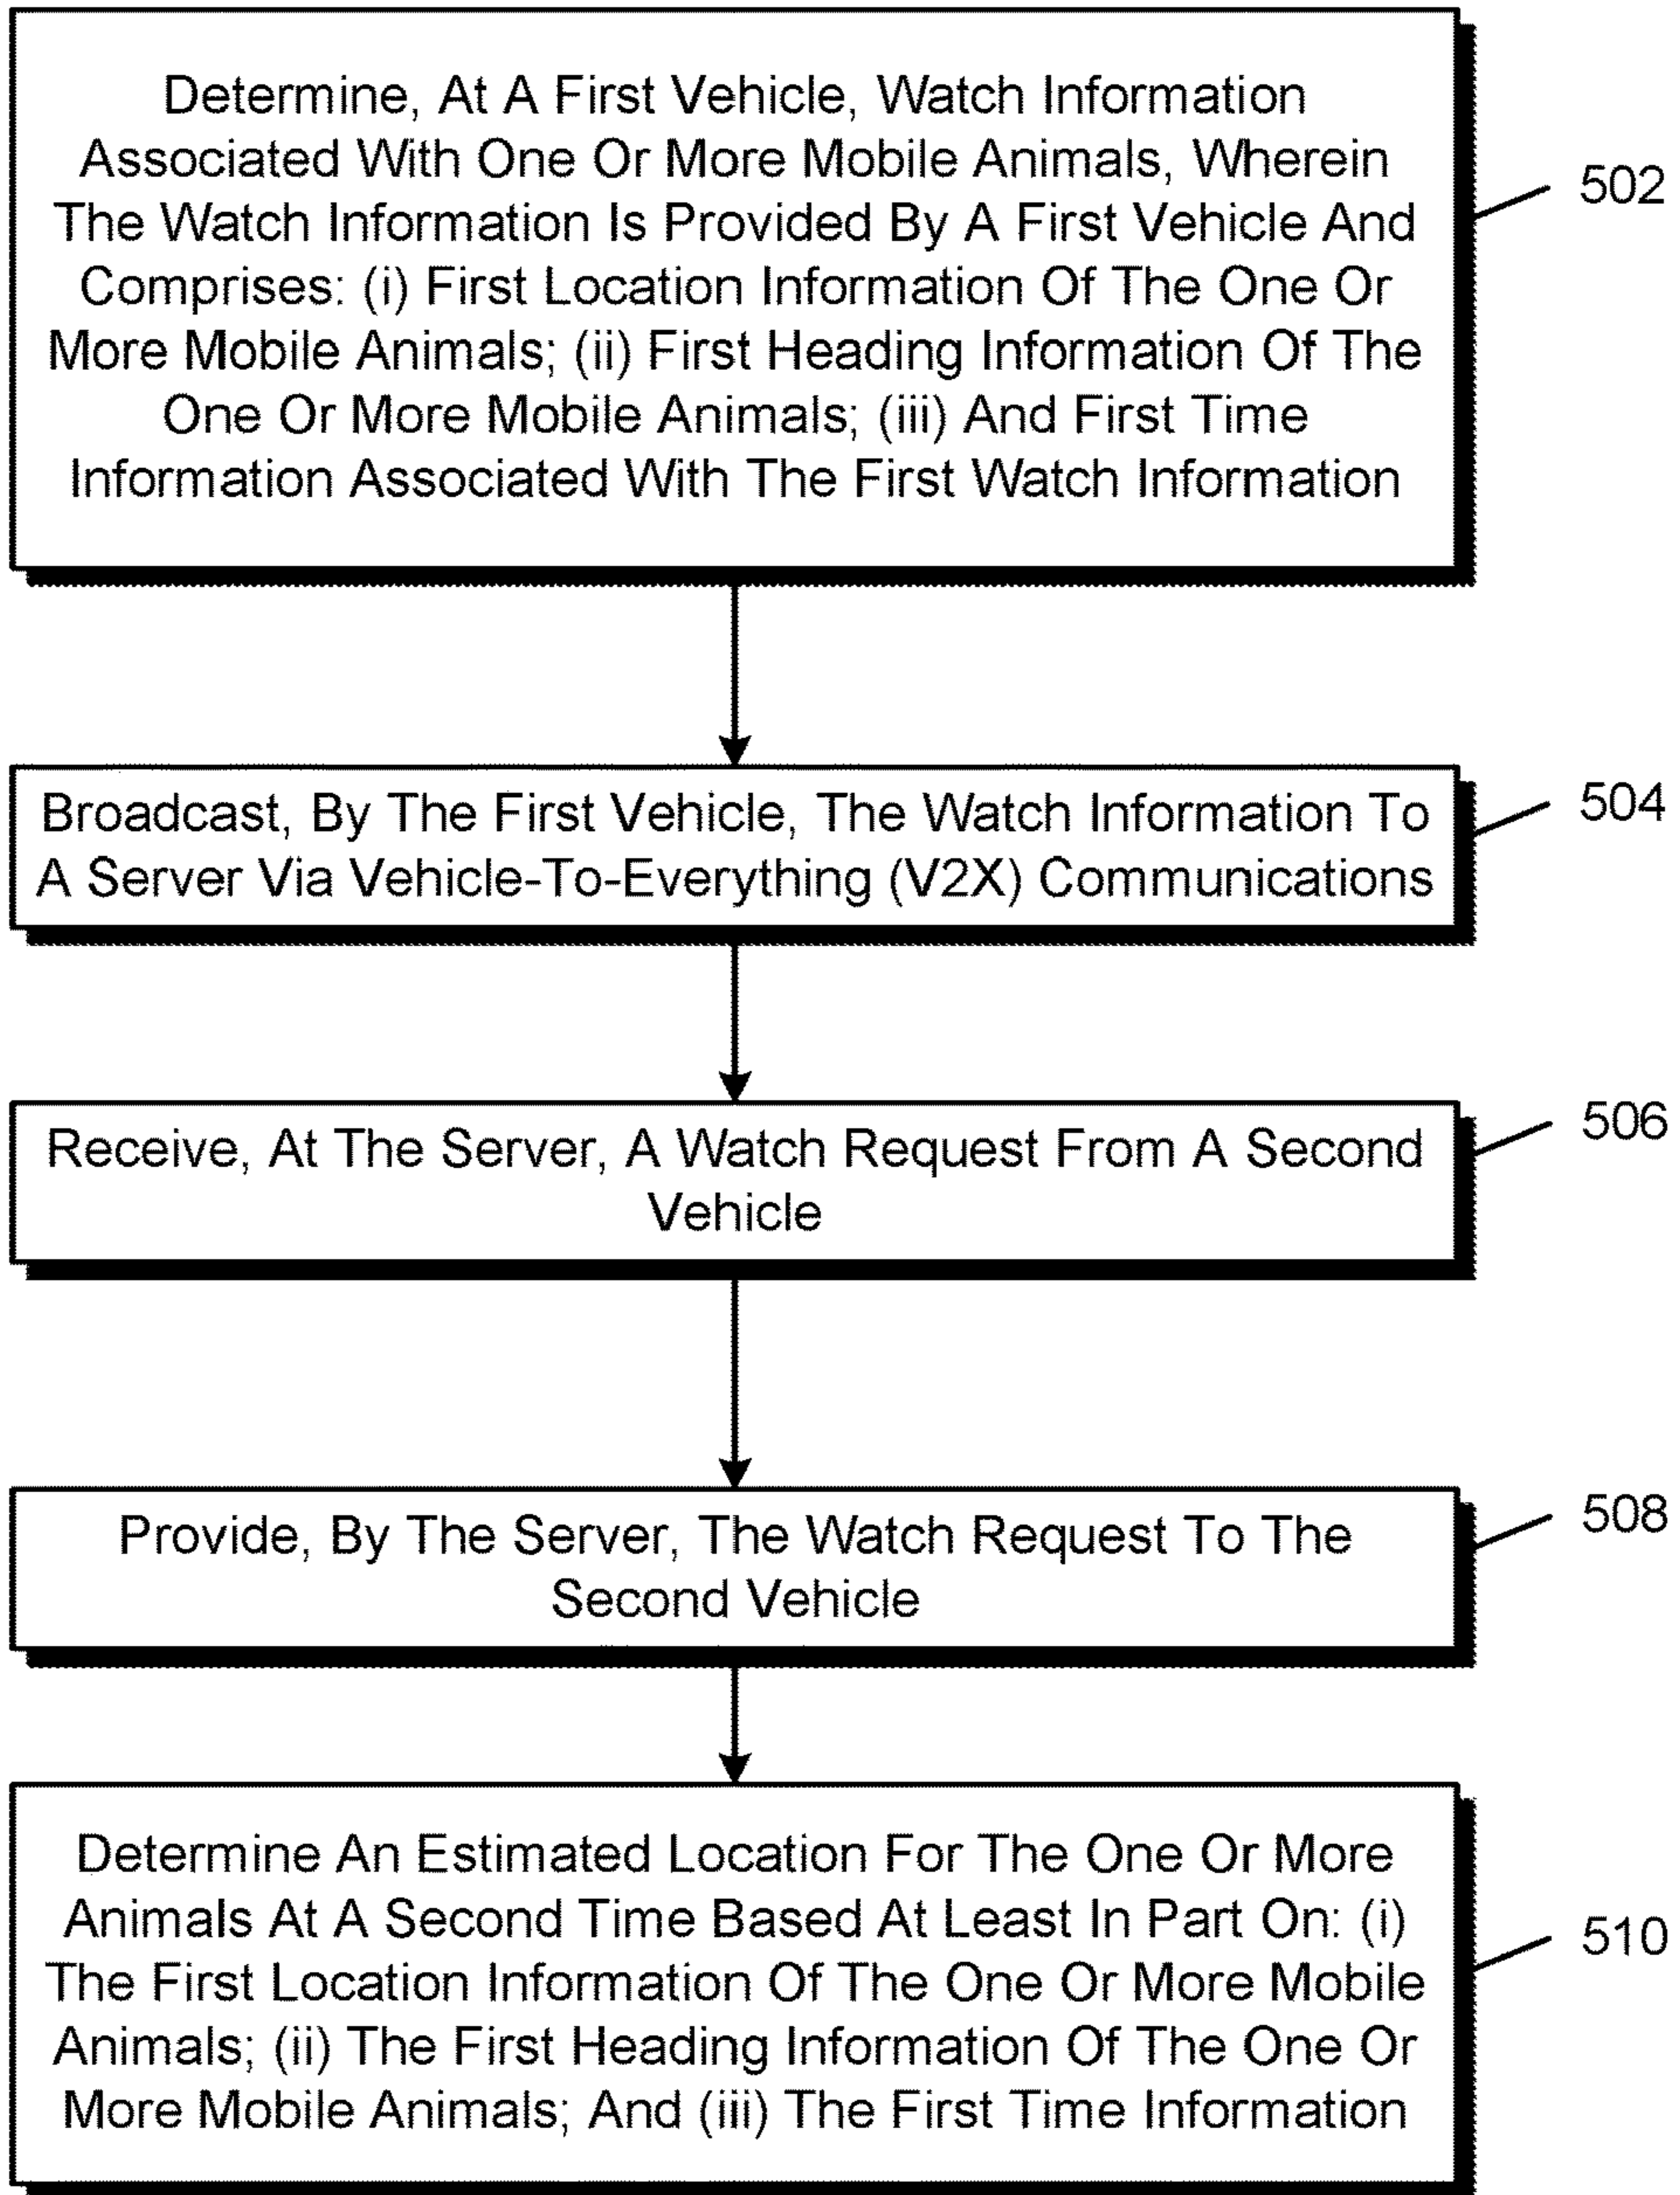 Determine, At A First Vehicle, Watch Information
Associated With One Or More Mobile Animals, Wherein
The Watch Information Is Provided By A First Vehicle And
Comprises: (i) First Location Information Of The One Or
More Mobile Animals; (ii) First Heading Information Of The
One Or More Mobile Animals; (iii) And First Time
Information Associated With The First Watch Information
502
Broadcast, By The First Vehicle, The Watch Information To
A Server Via Vehicle-To-Everything (V2X) Communications
504
Receive, At The Server, A Watch Request From A Second
Vehicle
506
Provide, By The Server, The Watch Request To The
Second Vehicle
508
Determine An Estimated Location For The One Or More
Animals At A Second Time Based At Least In Part On: (i)
The First Location Information Of The One Or More Mobile
Animals; (ii) The First Heading Information Of The One Or
More Mobile Animals; And (iii) The First Time Information
510